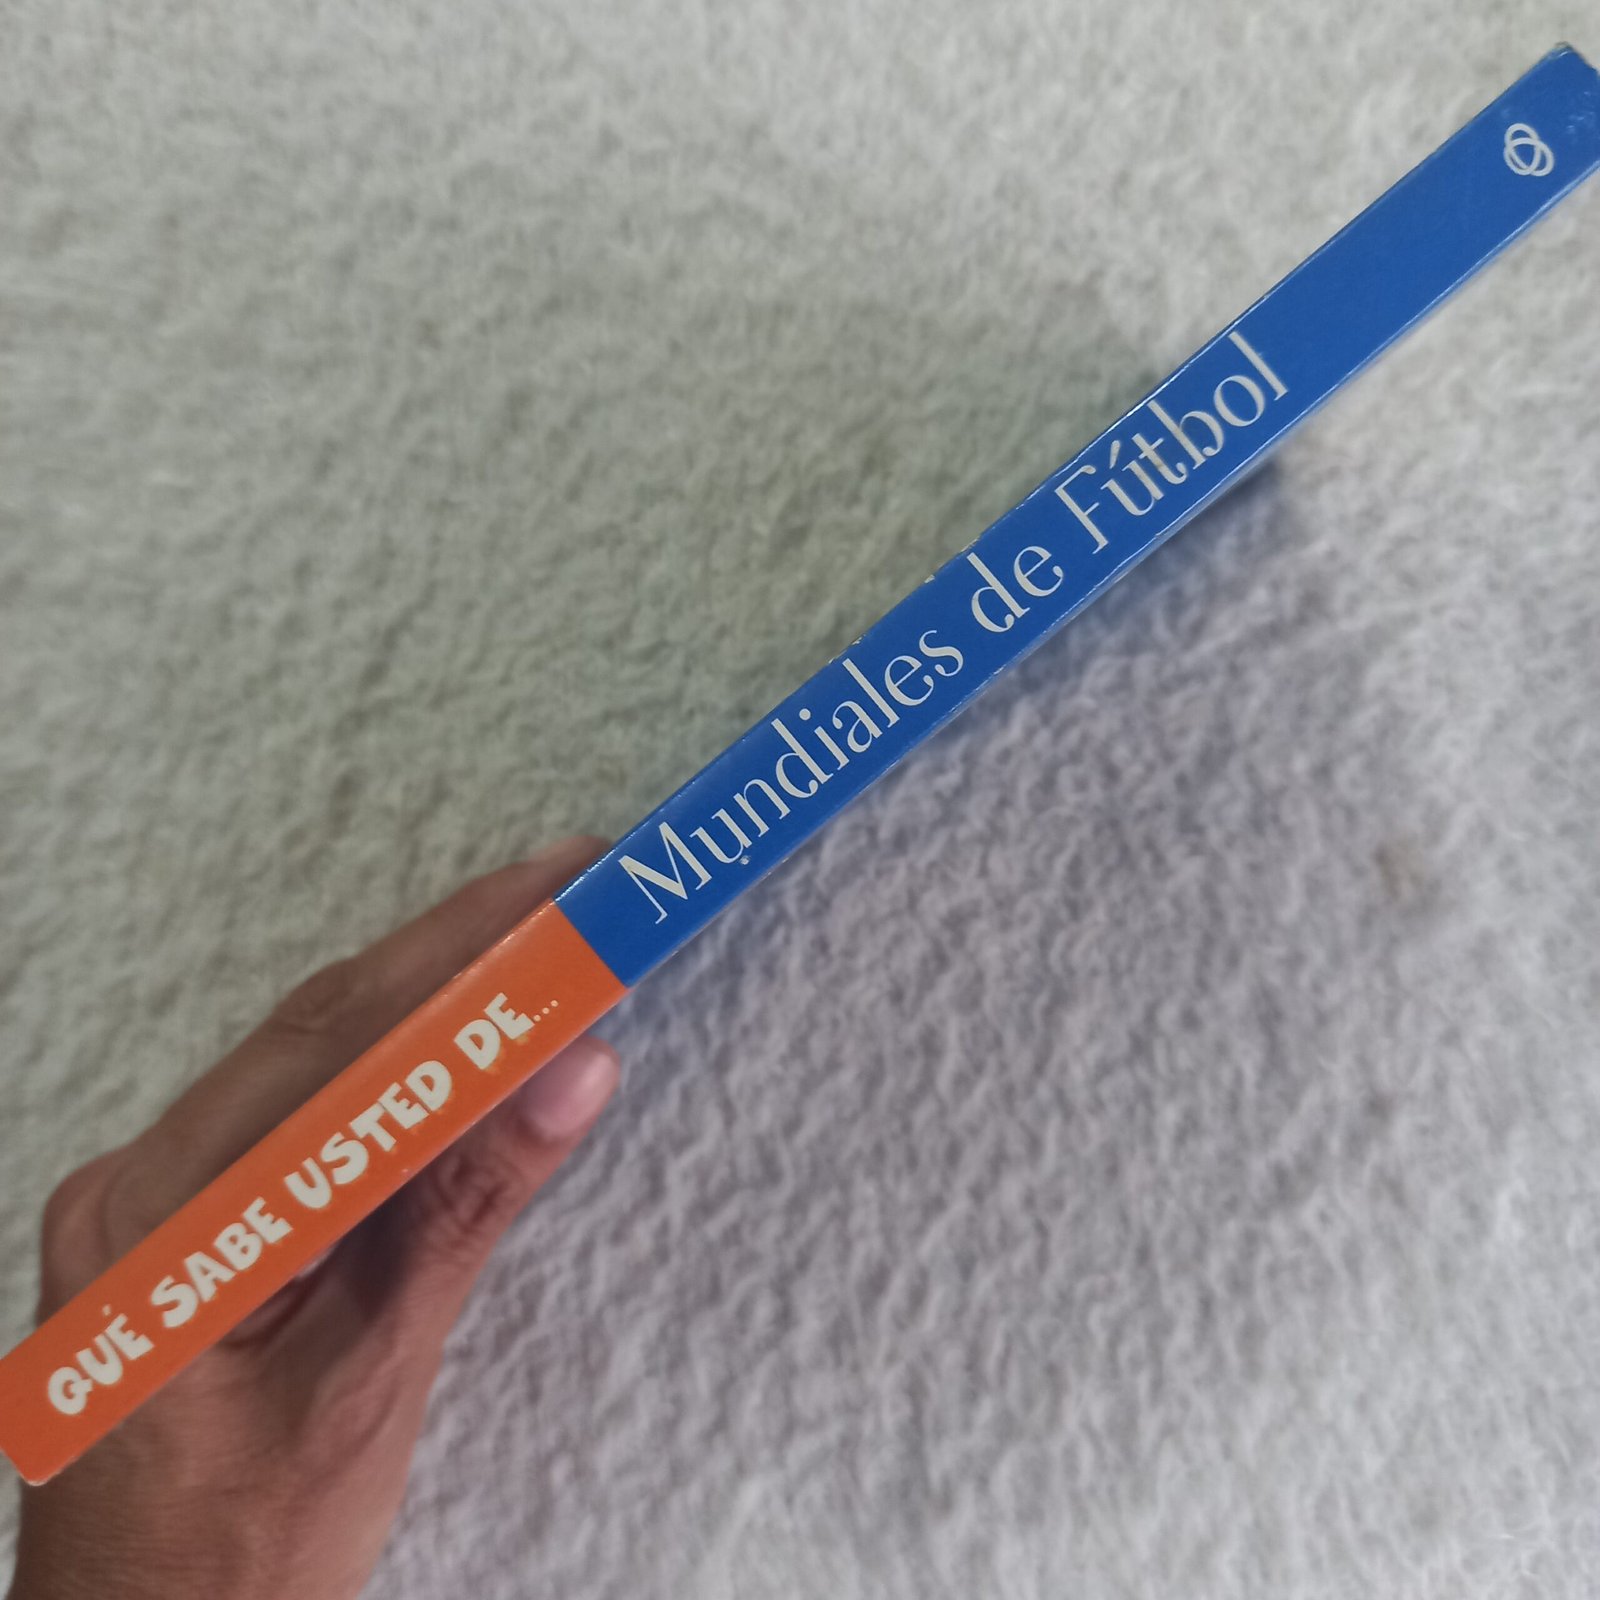 QUÉ SABE USTED DE...
Mundiales de Fútbol